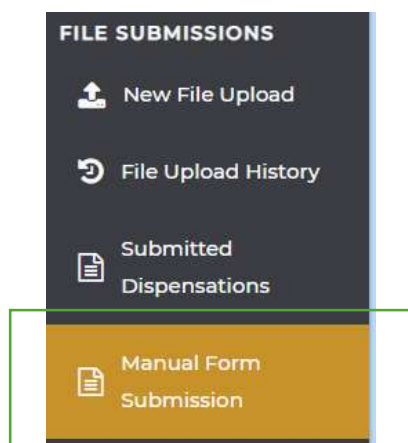 FILE SUBMISSIONS
New File Upload
File Upload History
Submitted
Dispensations
Manual Form
Submission